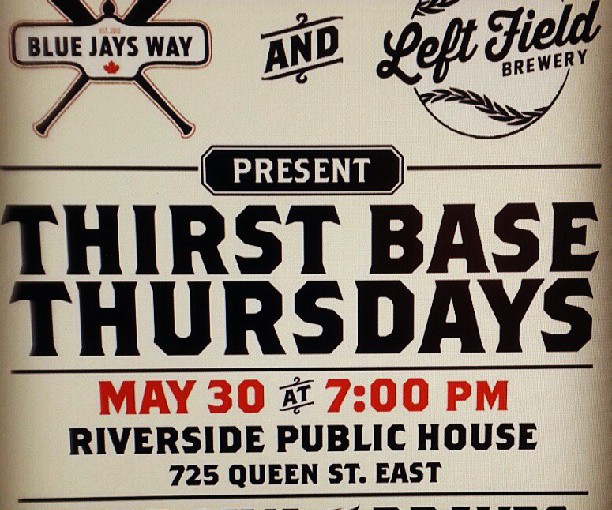 BLUE JAYS WAY
AND
Left Field
BREWERY
PRESENT
THIRST BASE
THURSDAYS
MAY 30 AT 7:00 PM
RIVERSIDE PUBLIC HOUSE
725 QUEEN ST. EAST